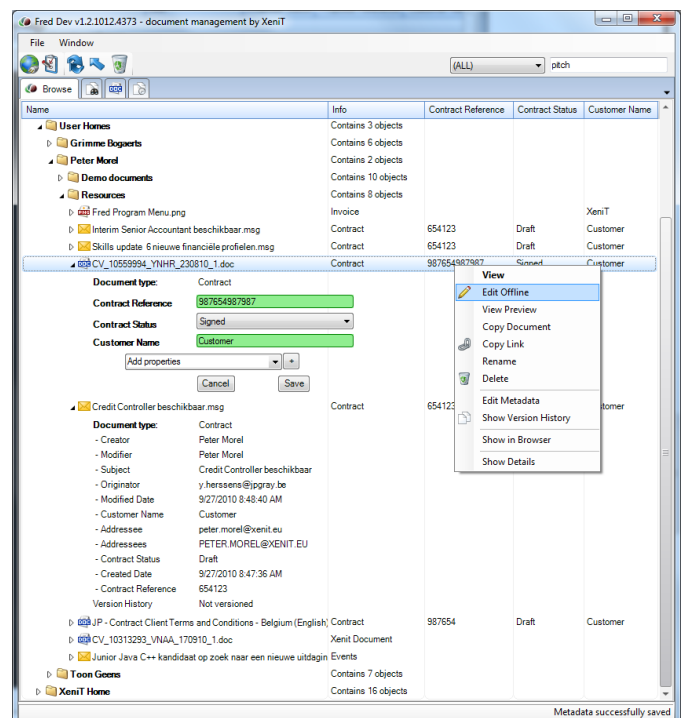 Fred Dev v1.2.1012.4373 - document management by XeniT
File Window
(ALL) pitch
Browse
Name Info Contract Reference Contract Status Customer Name
User Homes Contains 3 objects
Grimme Bogaerts Contains 6 objects
Peter Morel Contains 2 objects
Demo documents Contains 10 objects
Resources Contains 8 objects
Fred Program Menu.png Invoice XeniT
Interim Senior Accountant beschikbaar.msg Contract 654123 Draft Customer
Skills update 6 nieuwe financiële profielen.msg Contract 654123 Draft Customer
CV_10559994_YNHR_230810_1.doc Contract 987654987987 Signed Customer
Document type: Contract
Contract Reference 987654987987
Contract Status Signed
Customer Name Customer
Add properties +
Cancel Save
View
Edit Offline
View Preview
Copy Document
Copy Link
Rename
Delete
Edit Metadata
Show Version History
Show in Browser
Show Details
Credit Controller beschikbaar.msg Contract 654123 tomer
Document type: Contract
- Creator Peter Morel
- Modifier Peter Morel
- Subject Credit Controller beschikbaar
- Originator y.herssens@jpgray.be
- Modified Date 9/27/2010 8:48:40 AM
- Customer Name Customer
- Addressee peter.morel@xenit.eu
- Addressees PETER.MOREL@XENIT.EU
- Contract Status Draft
- Created Date 9/27/2010 8:47:36 AM
- Contract Reference 654123
Version History Not versioned
JP - Contract Client Terms and Conditions - Belgium (English) Contract 987654 Draft Customer
CV_10313293_VNAA_170910_1.doc Xenit Document
Junior Java C++ kandidaat op zoek naar een nieuwe uitdagin Events
Toon Geens Contains 7 objects
XeniT Home Contains 16 objects
Metadata successfully saved